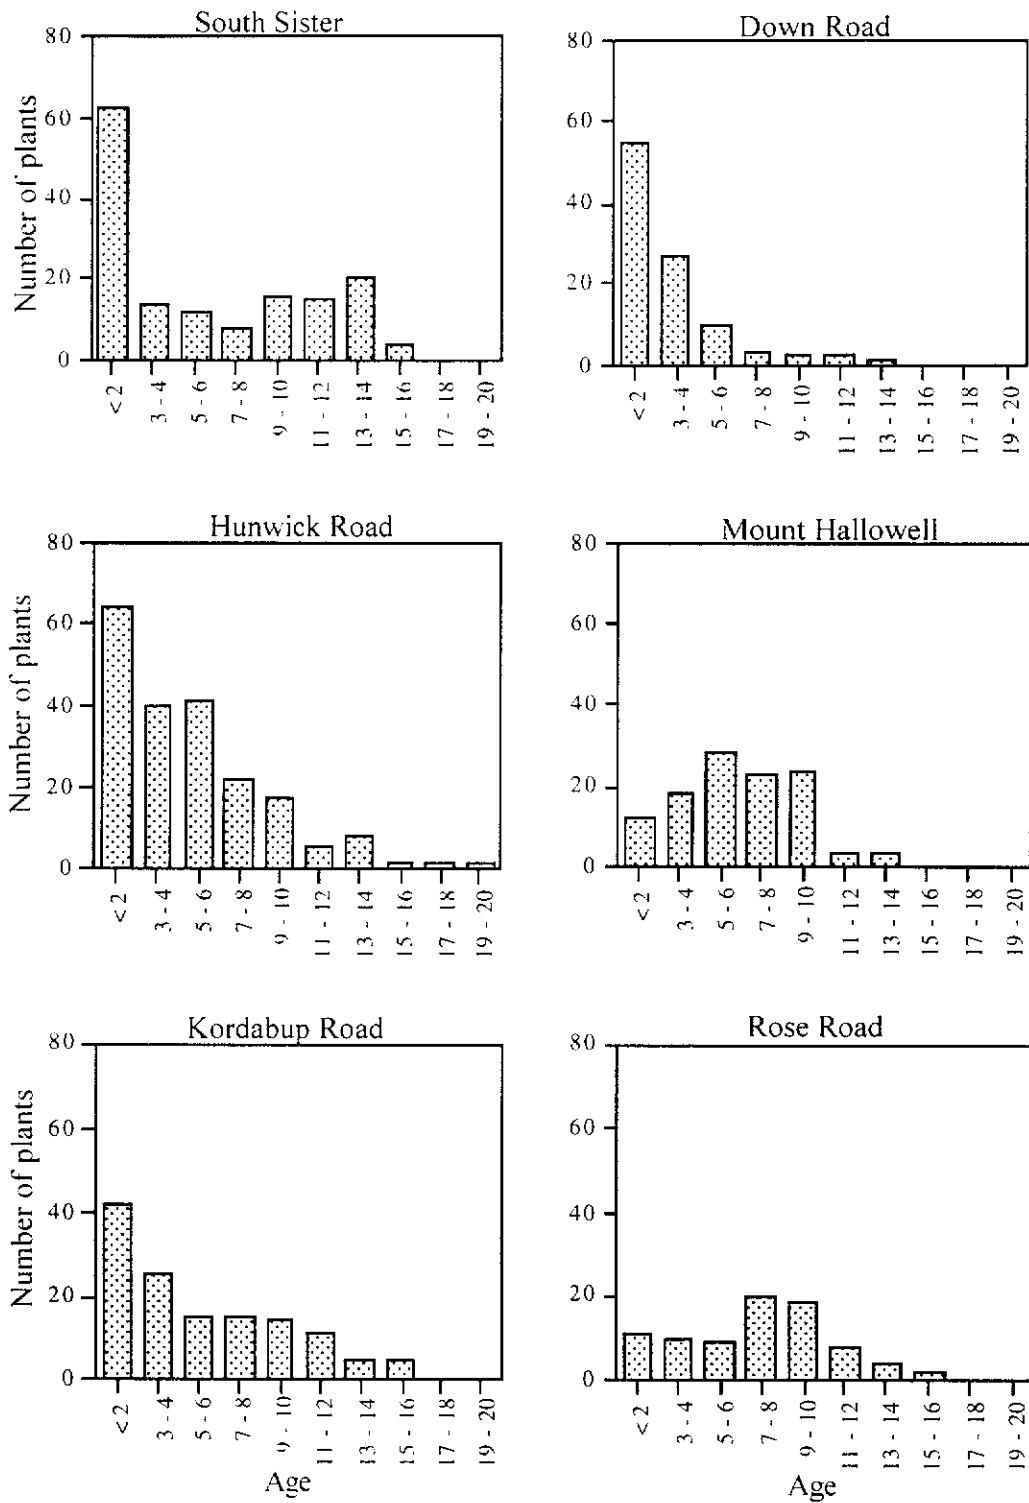 South Sister
Number of plants
80
60
40
20
0
< 2
3 - 4
5 - 6
7 - 8
9 - 10
11 - 12
13 - 14
15 - 16
17 - 18
19 - 20
Down Road
80
60
40
20
0
< 2
3 - 4
5 - 6
7 - 8
9 - 10
11 - 12
13 - 14
15 - 16
17 - 18
19 - 20
Hunwick Road
Number of plants
80
60
40
20
0
< 2
3 - 4
5 - 6
7 - 8
9 - 10
11 - 12
13 - 14
15 - 16
17 - 18
19 - 20
Mount Hallowell
80
60
40
20
0
< 2
3 - 4
5 - 6
7 - 8
9 - 10
11 - 12
13 - 14
15 - 16
17 - 18
19 - 20
Kordabup Road
Number of plants
80
60
40
20
0
< 2
3 - 4
5 - 6
7 - 8
9 - 10
11 - 12
13 - 14
15 - 16
17 - 18
19 - 20
Age
Rose Road
80
60
40
20
0
< 2
3 - 4
5 - 6
7 - 8
9 - 10
11 - 12
13 - 14
15 - 16
17 - 18
19 - 20
Age